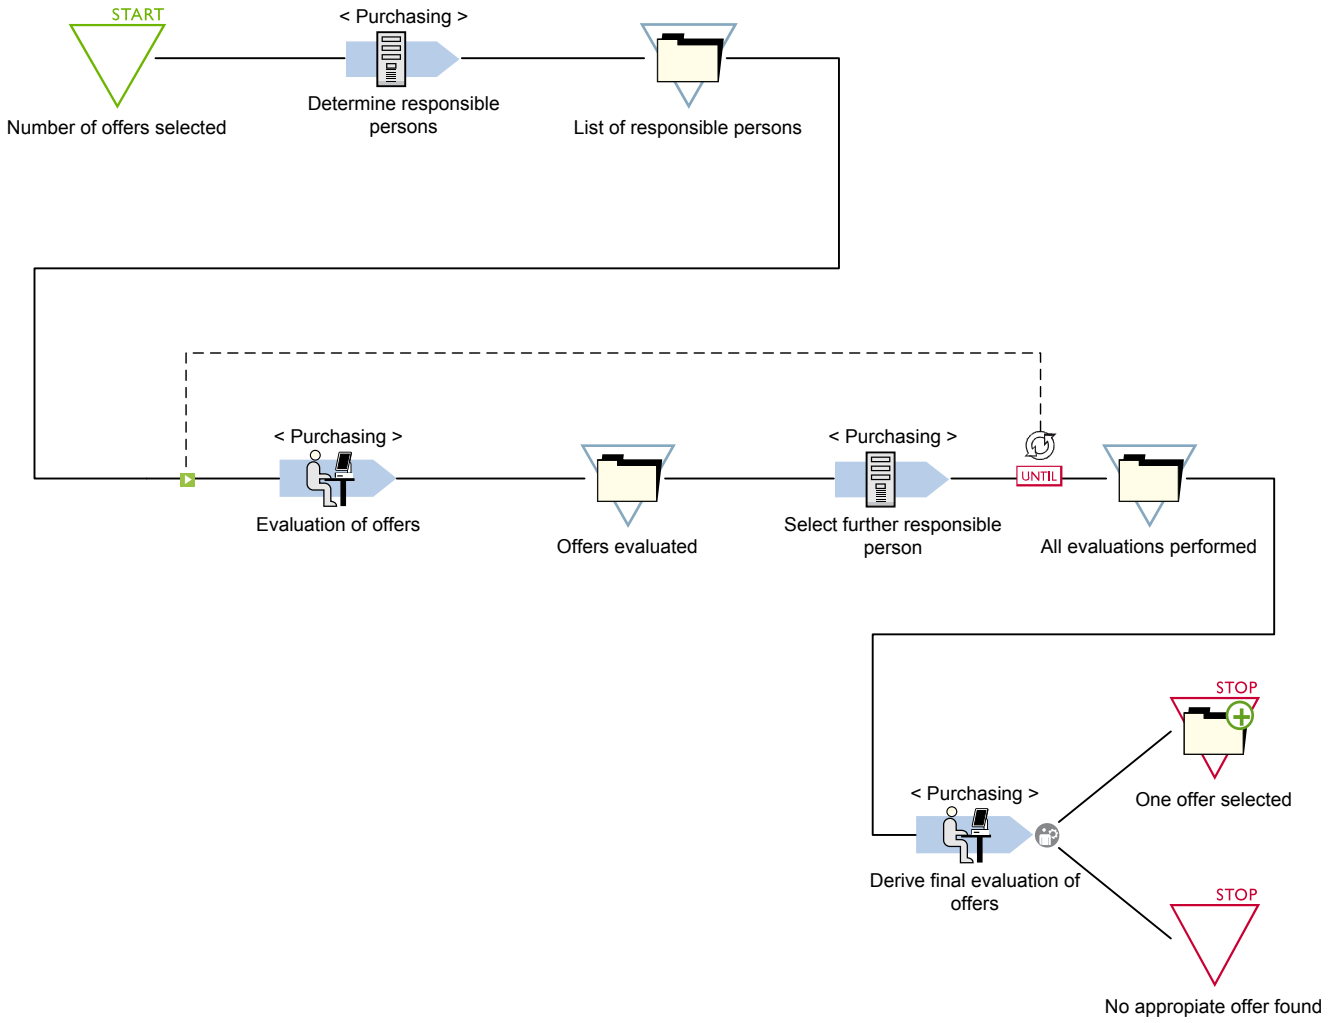 START
< Purchasing >
Determine responsible
persons
Number of offers selected
List of responsible persons
< Purchasing >
Evaluation of offers
Offers evaluated
< Purchasing >
Select further responsible
person
UNTIL
All evaluations performed
STOP
One offer selected
< Purchasing >
Derive final evaluation of
offers
STOP
No appropiate offer found